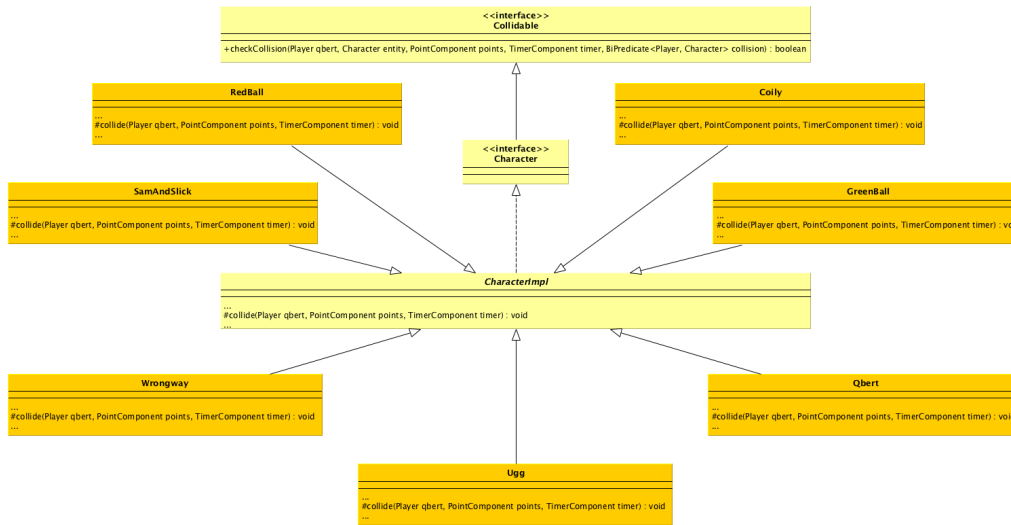 <<interface>>
Collidable
+checkCollision(Player qbert, Character entity, PointComponent points, TimerComponent timer, BiPredicate<Player, Character> collision) : boolean
RedBall
...
#collide(Player qbert, PointComponent points, TimerComponent timer) : void
...
Coily
...
#collide(Player qbert, PointComponent points, TimerComponent timer) : void
...
<<interface>>
Character
SamAndSlick
...
#collide(Player qbert, PointComponent points, TimerComponent timer) : void
...
GreenBall
...
#collide(Player qbert, PointComponent points, TimerComponent timer) :
...
CharacterImpl
...
#collide(Player qbert, PointComponent points, TimerComponent timer) : void
...
Wrongway
...
#collide(Player qbert, PointComponent points, TimerComponent timer) : void
...
Qbert
...
#collide(Player qbert, PointComponent points, TimerComponent timer) :
...
Ugg
...
#collide(Player qbert, PointComponent points, TimerComponent timer) : void
...